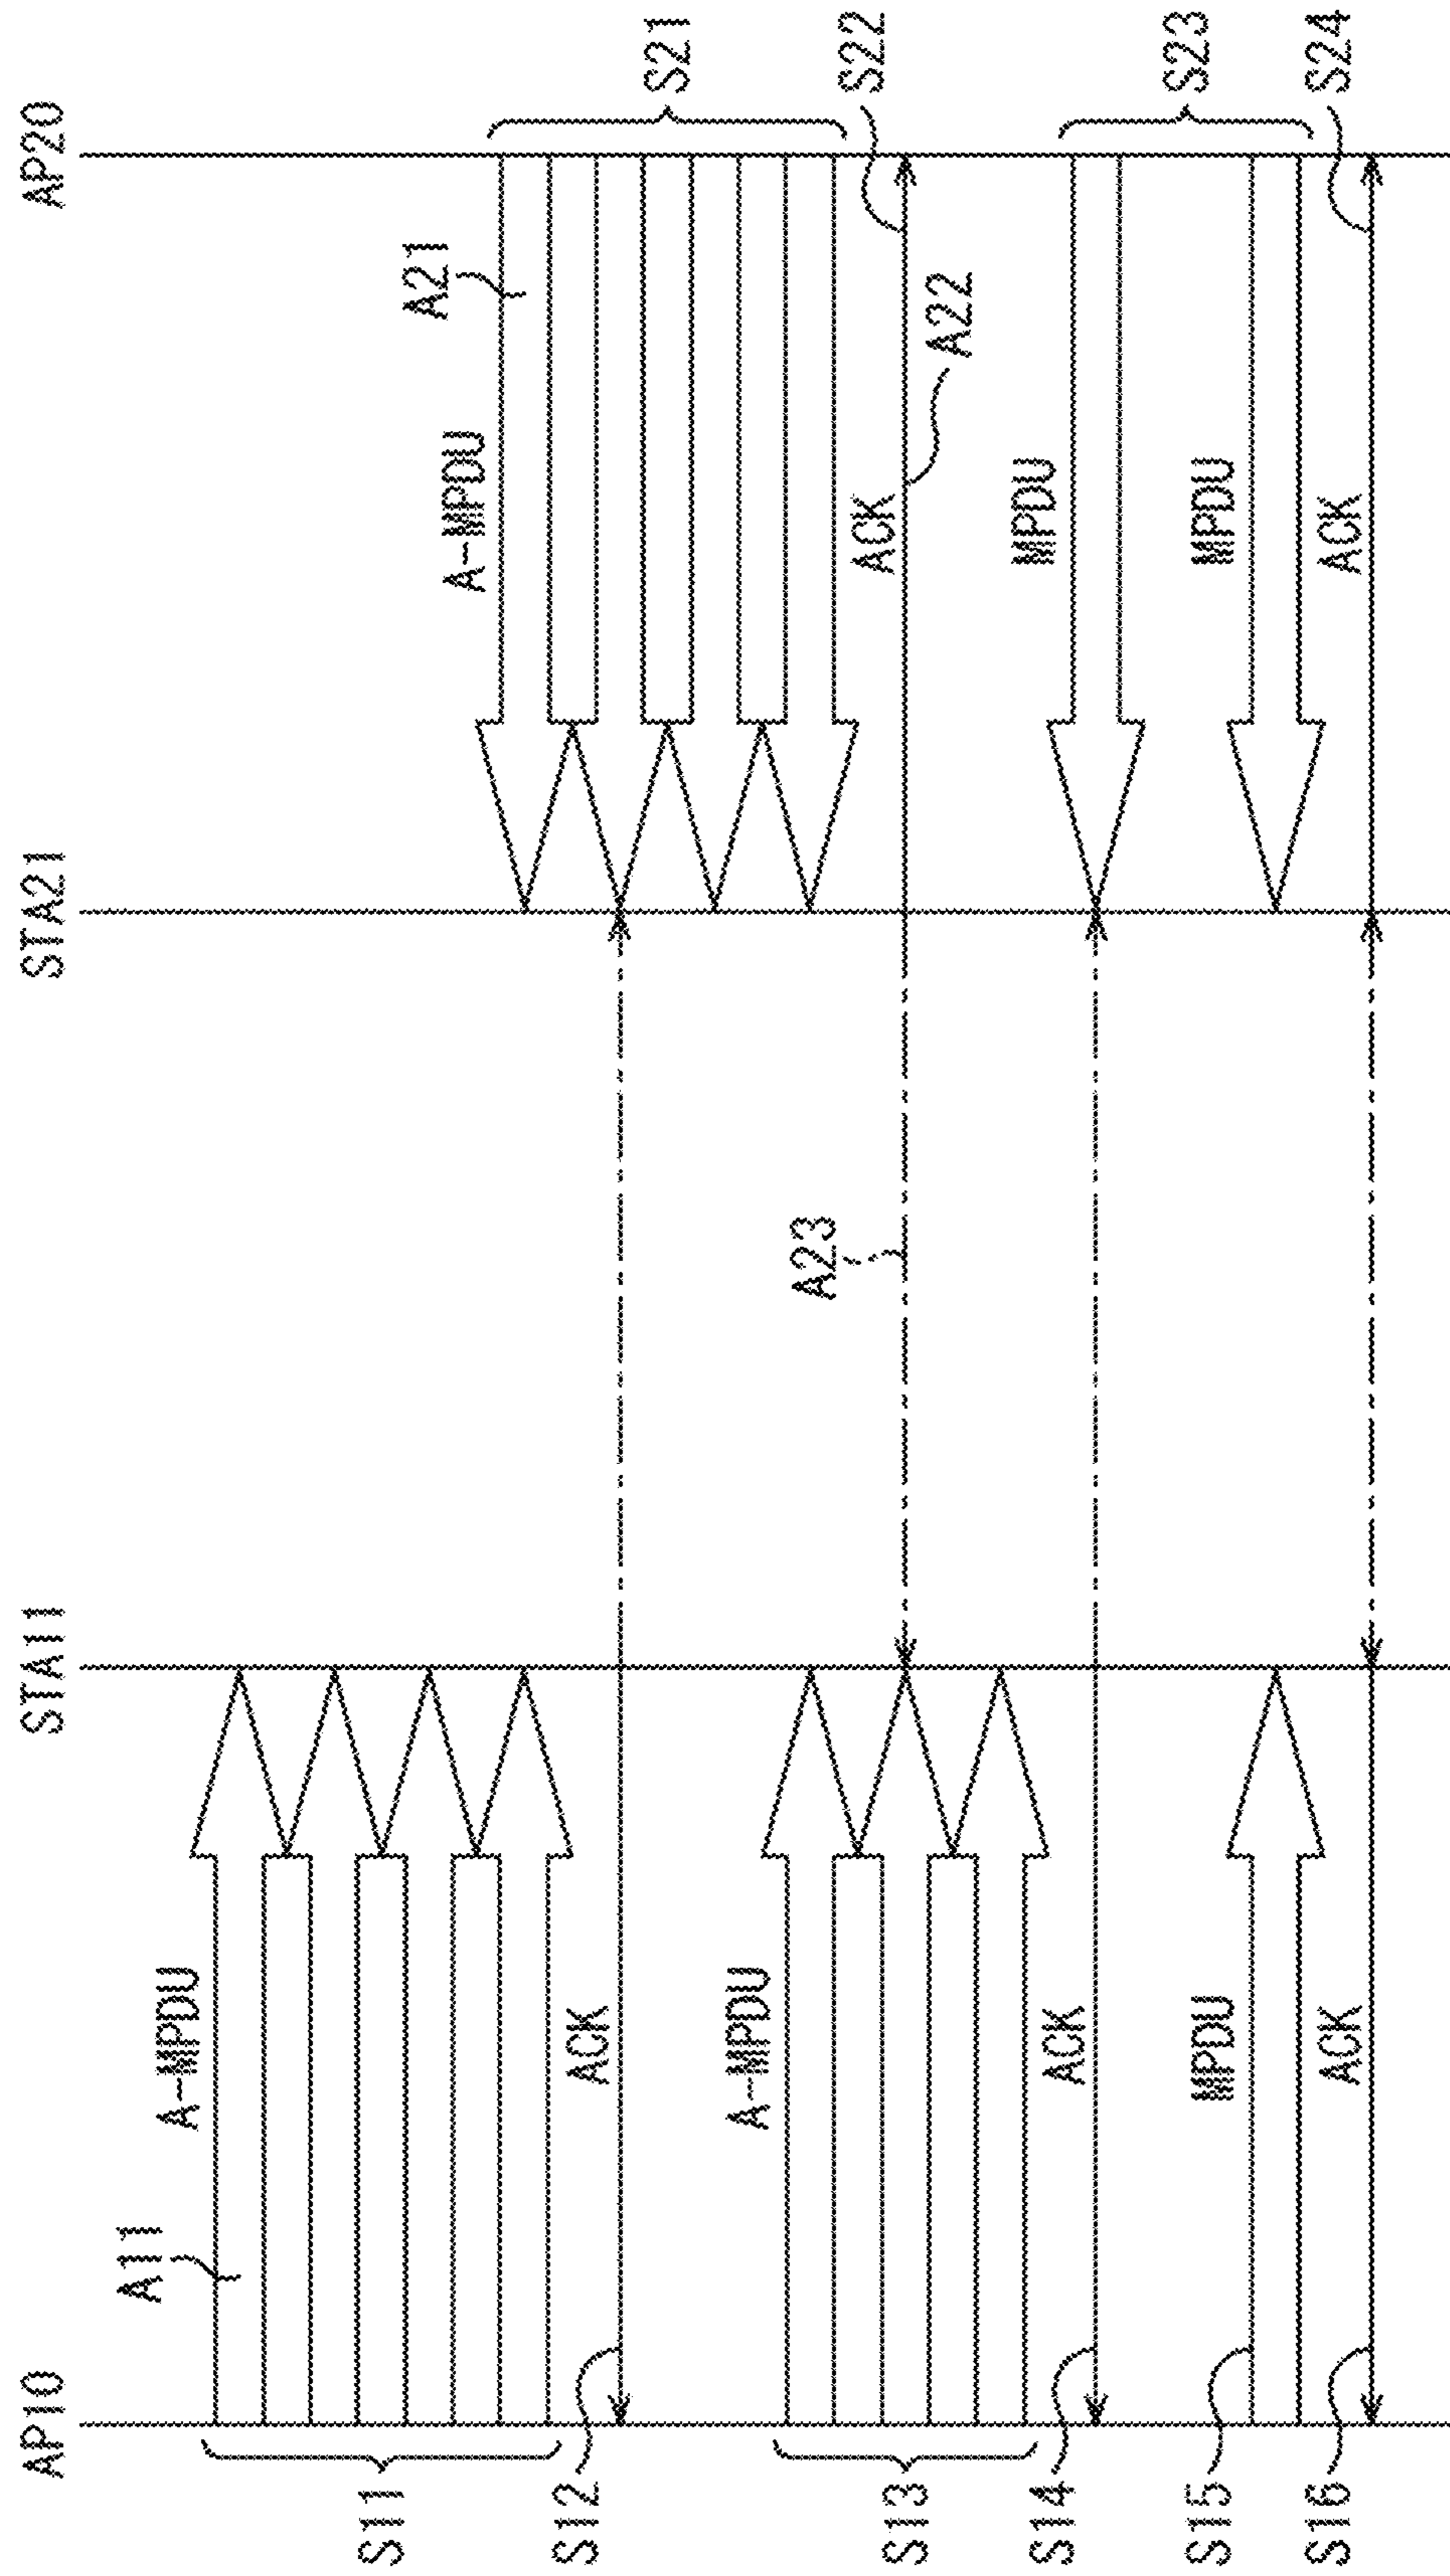 AP10
STA11
STA21
AP20
A11
A-MPDU
S11
A21
A-MPDU
S21
ACK
S12
A-MPDU
S13
A23
ACK
S22
A22
ACK
S14
MPDU
S23
MPDU
S15
MPDU
ACK
S16
ACK
S24